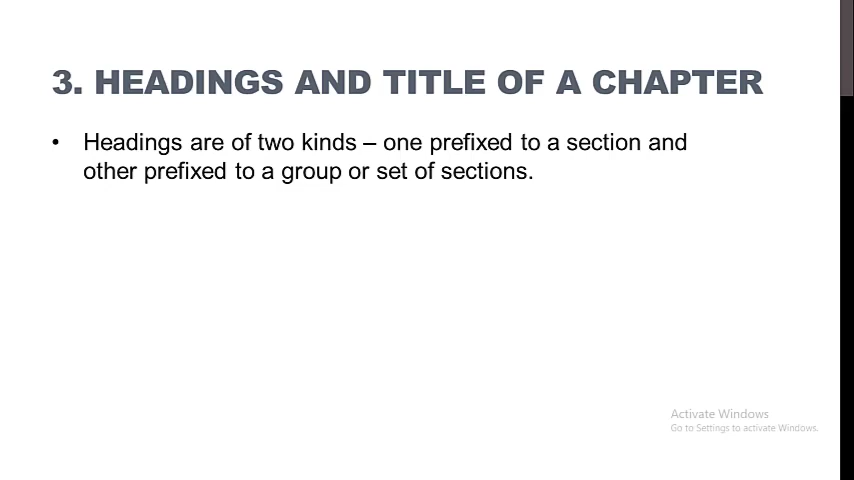 3. HEADINGS AND TITLE OF A CHAPTER
• Headings are of two kinds – one prefixed to a section and
other prefixed to a group or set of sections.
Activate Windows
Go to Settings to activate Windows.